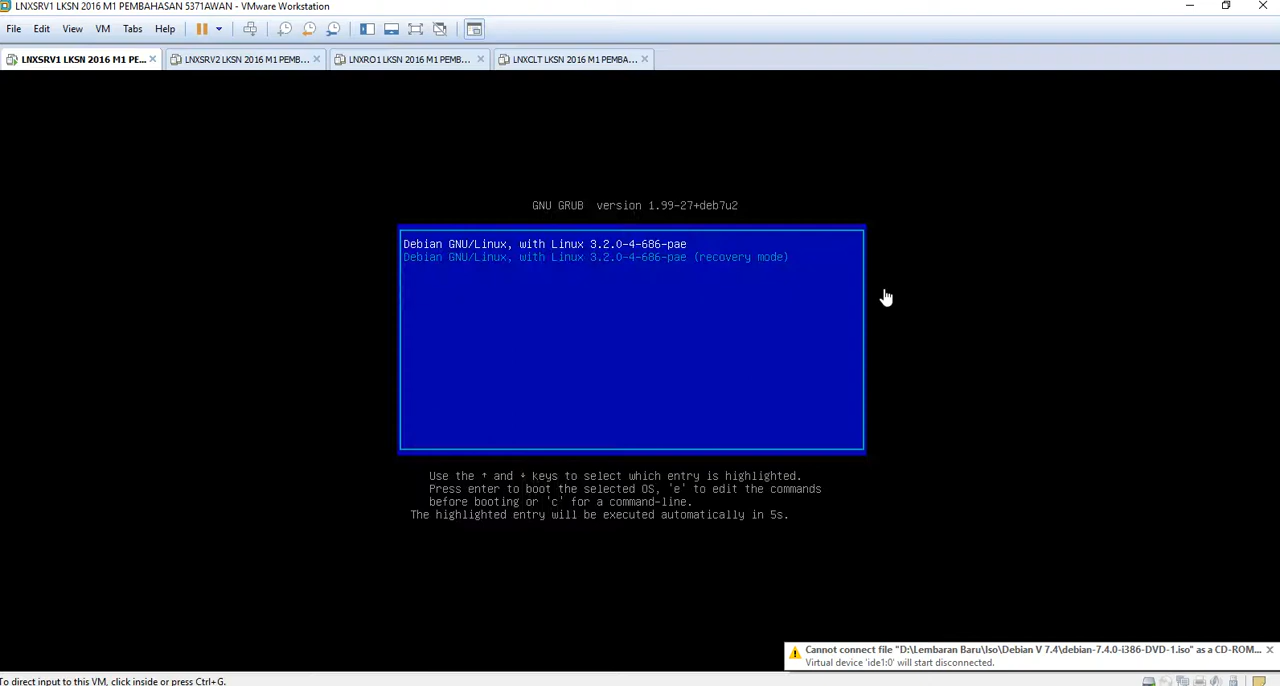 LNXSRV1 LKSN 2016 M1 PEMBAHASAN 5371AWAN - VMware Workstation
File Edit View VM Tabs Help
LNXSRV1 LKSN 2016 M1 PE... LNXSRV2 LKSN 2016 M1 PEMB... LNXRO1 LKSN 2016 M1 PEMB... LNXCLT LKSN 2016 M1 PEMBA...
GNU GRUB version 1.99-27+deb7u2
Debian GNU/Linux, with Linux 3.2.0-4-686-pae
Debian GNU/Linux, with Linux 3.2.0-4-686-pae (recovery mode)
Use the ↑ and ↓ keys to select which entry is highlighted.
Press enter to boot the selected OS, 'e' to edit the commands
before booting or 'c' for a command-line.
The highlighted entry will be executed automatically in 5s.
Cannot connect file "D:\Lembaran Baru\Iso\Debian V 7.4\debian-7.4.0-i386-DVD-1.iso" as a CD-ROM...
Virtual device 'ide1:0' will start disconnected.
To direct input to this VM, click inside or press Ctrl+G.